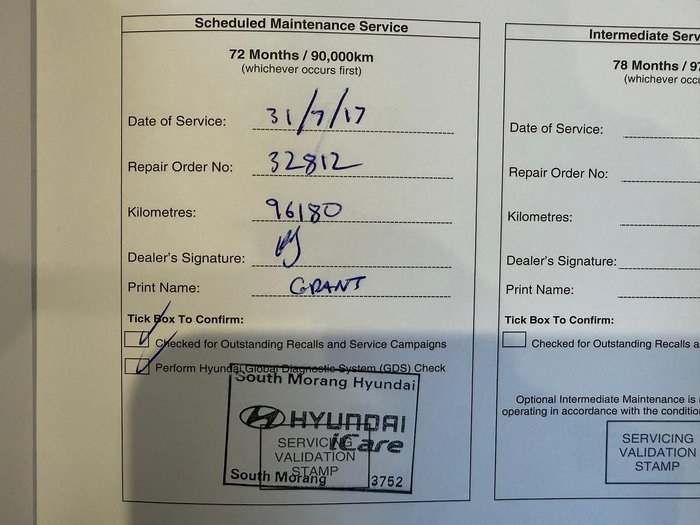 Scheduled Maintenance Service
72 Months / 90,000km
(whichever occurs first)
Date of Service: 31/7/17
Repair Order No: 32812
Kilometres: 96180
Dealer's Signature:
Print Name: GRANT
Tick Box To Confirm:
Checked for Outstanding Recalls and Service Campaigns
Perform Hyundai Global Diagnostic System (GDS) Check
South Morang Hyundai
HYUNDAI
iCare
SERVICING
VALIDATION
STAMP
South Morang 3752
Intermediate Serv
78 Months / 97
(whichever occu
Date of Service:
Repair Order No:
Kilometres:
Dealer's Signature:
Print Name:
Tick Box To Confirm:
Checked for Outstanding Recalls a
Optional Intermediate Maintenance is
operating in accordance with the conditio
SERVICING
VALIDATION
STAMP